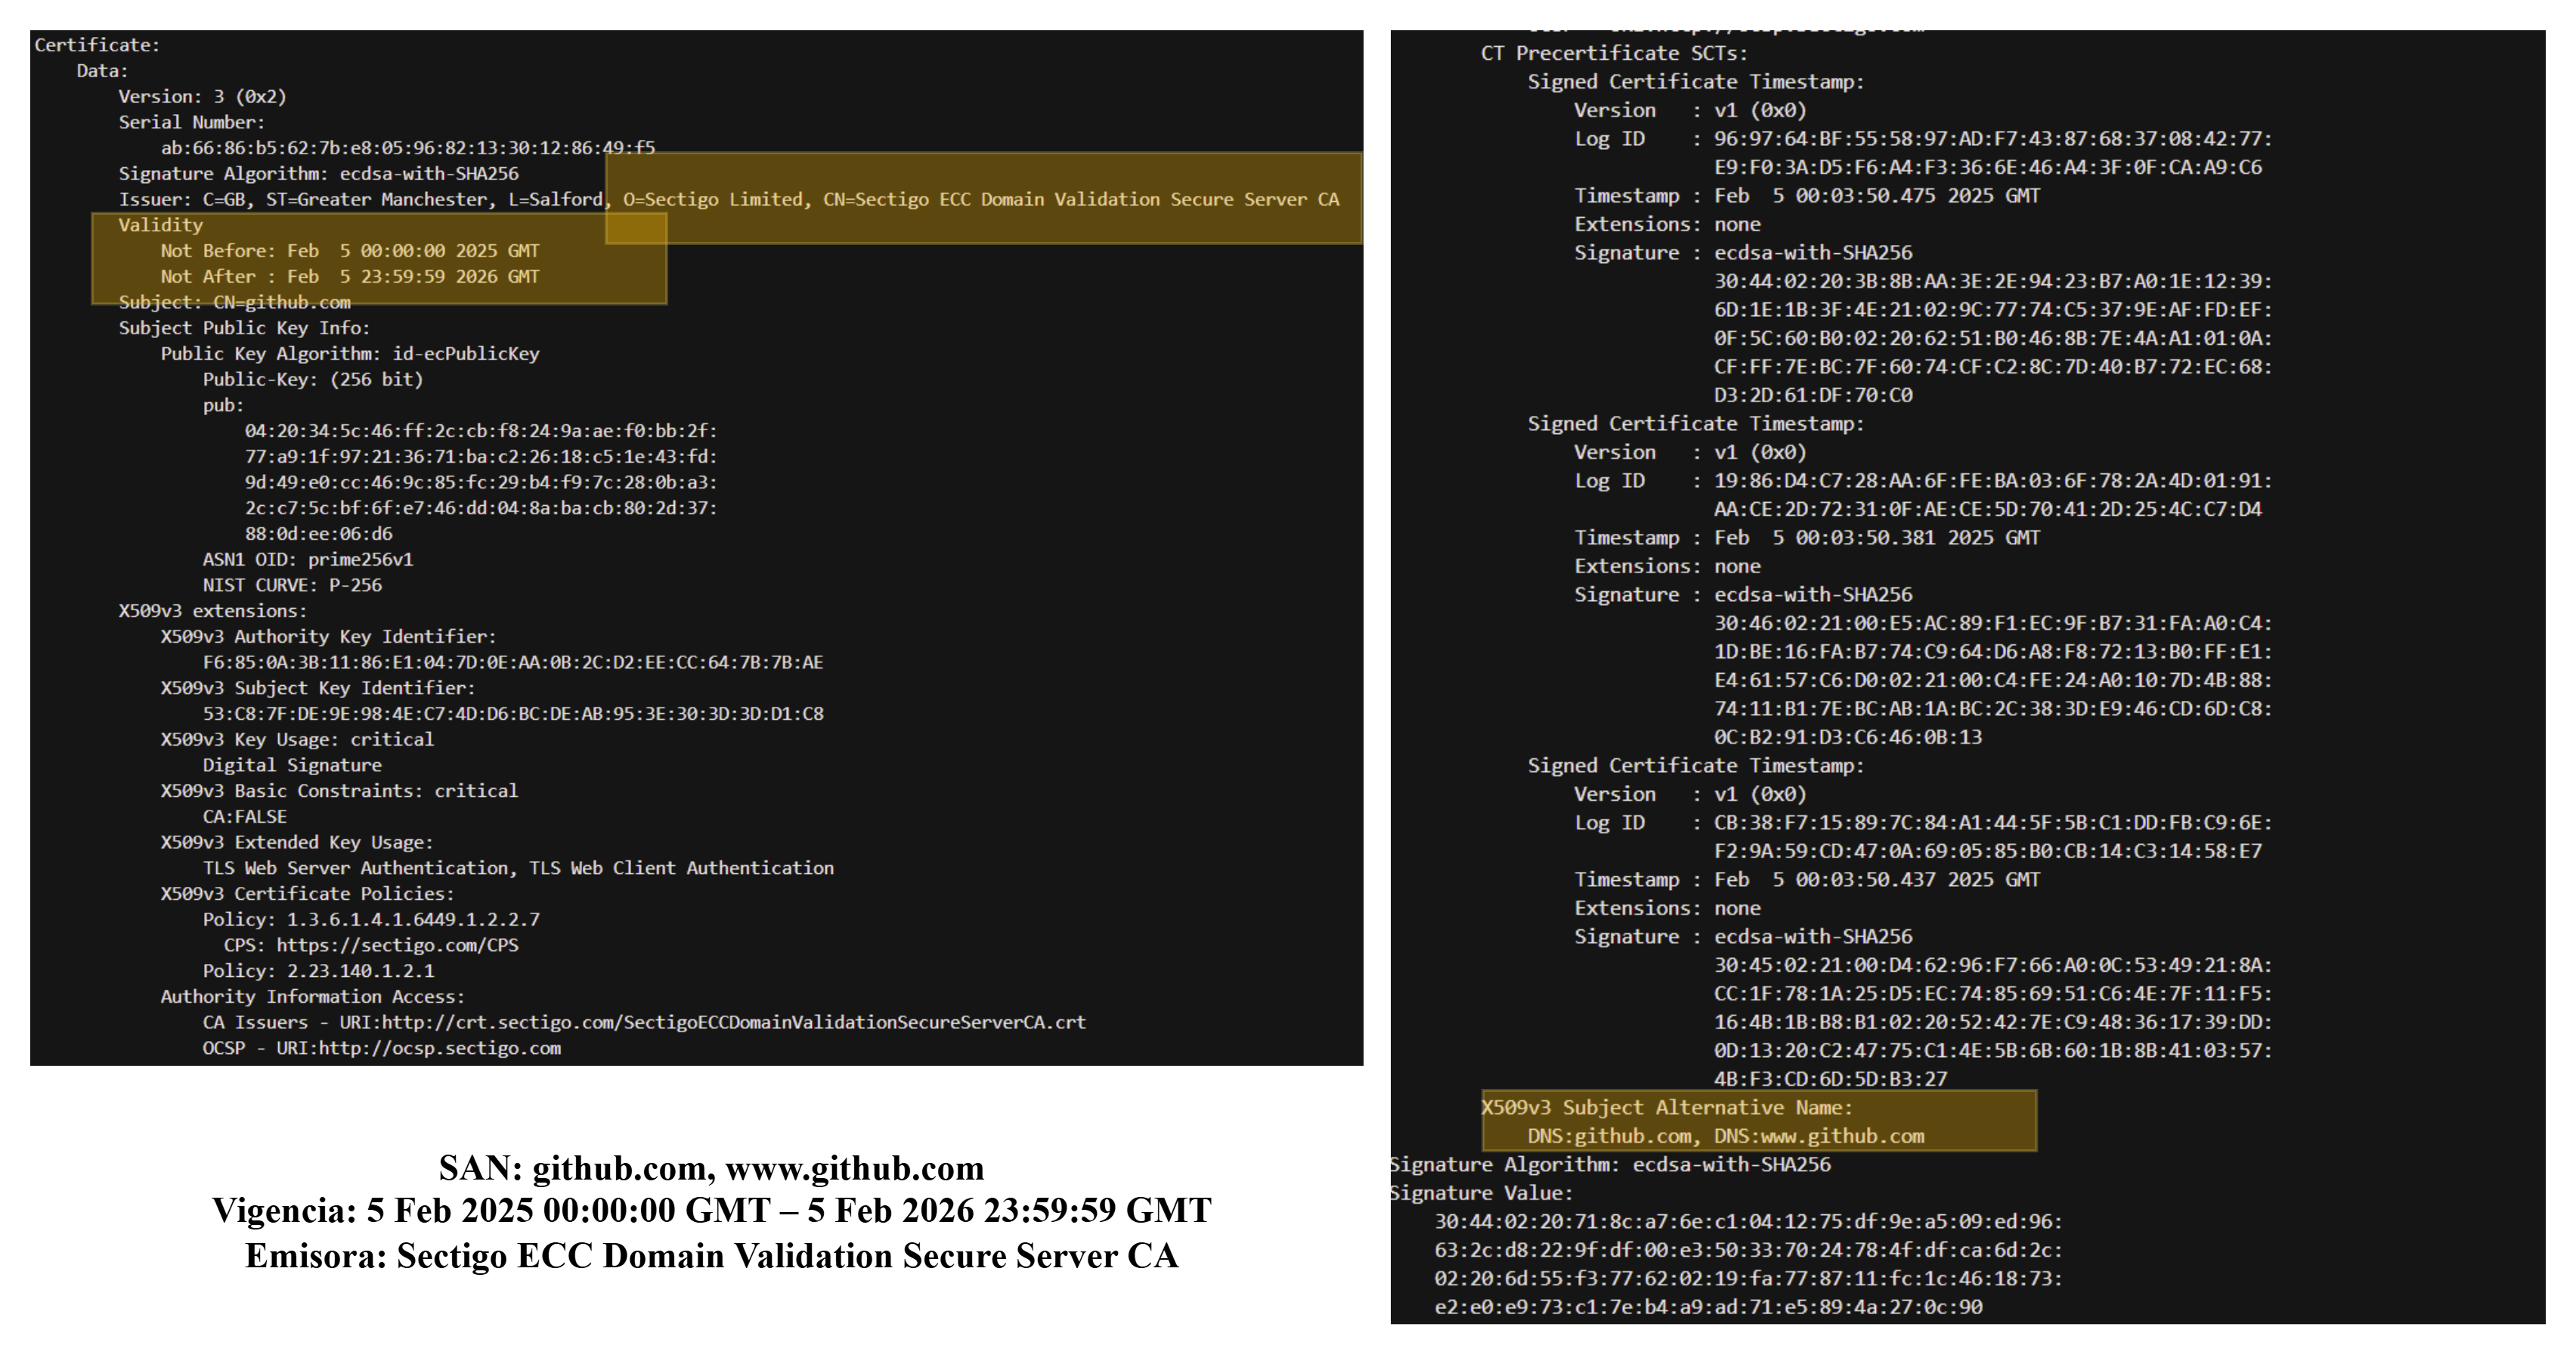 Certificate:
Data:
Version: 3 (0x2)
Serial Number:
ab:66:86:b5:62:7b:e8:05:96:82:13:30:12:86:49:f5
Signature Algorithm: ecdsa-with-SHA256
Issuer: C=GB, ST=Greater Manchester, L=Salford, O=Sectigo Limited, CN=Sectigo ECC Domain Validation Secure Server CA
Validity
Not Before: Feb  5 00:00:00 2025 GMT
Not After : Feb  5 23:59:59 2026 GMT
Subject: CN=github.com
Subject Public Key Info:
Public Key Algorithm: id-ecPublicKey
Public-Key: (256 bit)
pub:
04:20:34:5c:46:ff:2c:cb:f8:24:9a:ae:f0:bb:2f:
77:a9:1f:97:21:36:71:ba:c2:26:18:c5:1e:43:fd:
9d:49:e0:cc:46:9c:85:fc:29:b4:f9:7c:28:0b:a3:
2c:c7:5c:bf:6f:e7:46:dd:04:8a:ba:cb:80:2d:37:
88:0d:ee:06:d6
ASN1 OID: prime256v1
NIST CURVE: P-256
X509v3 extensions:
X509v3 Authority Key Identifier:
F6:85:0A:3B:11:86:E1:04:7D:0E:AA:0B:2C:D2:EE:CC:64:7B:7B:AE
X509v3 Subject Key Identifier:
53:C8:7F:DE:9E:98:4E:C7:4D:D6:BC:DE:AB:95:3E:30:3D:3D:D1:C8
X509v3 Key Usage: critical
Digital Signature
X509v3 Basic Constraints: critical
CA:FALSE
X509v3 Extended Key Usage:
TLS Web Server Authentication, TLS Web Client Authentication
X509v3 Certificate Policies:
Policy: 1.3.6.1.4.1.6449.1.2.2.7
CPS: https://sectigo.com/CPS
Policy: 2.23.140.1.2.1
Authority Information Access:
CA Issuers - URI:http://crt.sectigo.com/SectigoECCDomainValidationSecureServerCA.crt
OCSP - URI:http://ocsp.sectigo.com
SAN: github.com, www.github.com
Vigencia: 5 Feb 2025 00:00:00 GMT – 5 Feb 2026 23:59:59 GMT
Emisora: Sectigo ECC Domain Validation Secure Server CA
CT Precertificate SCTs:
Signed Certificate Timestamp:
Version   : v1 (0x0)
Log ID    : 96:97:64:BF:55:58:97:AD:F7:43:87:68:37:08:42:77:
E9:F0:3A:D5:F6:A4:F3:36:6E:46:A4:3F:0F:CA:A9:C6
Timestamp : Feb  5 00:03:50.475 2025 GMT
Extensions: none
Signature : ecdsa-with-SHA256
30:44:02:20:3B:8B:AA:3E:2E:94:23:B7:A0:1E:12:39:
6D:1E:1B:3F:4E:21:02:9C:77:74:C5:37:9E:AF:FD:EF:
0F:5C:60:B0:02:20:62:51:B0:46:8B:7E:4A:A1:01:0A:
CF:FF:7E:BC:7F:60:74:CF:C2:8C:7D:40:B7:72:EC:68:
D3:2D:61:DF:70:C0
Signed Certificate Timestamp:
Version   : v1 (0x0)
Log ID    : 19:86:D4:C7:28:AA:6F:FE:BA:03:6F:78:2A:4D:01:91:
AA:CE:2D:72:31:0F:AE:CE:5D:70:41:2D:25:4C:C7:D4
Timestamp : Feb  5 00:03:50.381 2025 GMT
Extensions: none
Signature : ecdsa-with-SHA256
30:46:02:21:00:E5:AC:89:F1:EC:9F:B7:31:FA:A0:C4:
1D:BE:16:FA:B7:74:C9:64:D6:A8:F8:72:13:B0:FF:E1:
E4:61:57:C6:D0:02:21:00:C4:FE:24:A0:10:7D:4B:88:
74:11:B1:7E:BC:AB:1A:BC:2C:38:3D:E9:46:CD:6D:C8:
0C:B2:91:D3:C6:46:0B:13
Signed Certificate Timestamp:
Version   : v1 (0x0)
Log ID    : CB:38:F7:15:89:7C:84:A1:44:5F:5B:C1:DD:FB:C9:6E:
F2:9A:59:CD:47:0A:69:05:85:B0:CB:14:C3:14:58:E7
Timestamp : Feb  5 00:03:50.437 2025 GMT
Extensions: none
Signature : ecdsa-with-SHA256
30:45:02:21:00:D4:62:96:F7:66:A0:0C:53:49:21:8A:
CC:1F:78:1A:25:D5:EC:74:85:69:51:C6:4E:7F:11:F5:
16:4B:1B:B8:B1:02:20:52:42:7E:C9:48:36:17:39:DD:
0D:13:20:C2:47:75:C1:4E:5B:6B:60:1B:8B:41:03:57:
4B:F3:CD:6D:5D:B3:27
X509v3 Subject Alternative Name:
DNS:github.com, DNS:www.github.com
Signature Algorithm: ecdsa-with-SHA256
Signature Value:
30:44:02:20:71:8c:a7:6e:c1:04:12:75:df:9e:a5:09:ed:96:
63:2c:d8:22:9f:df:00:e3:50:33:70:24:78:4f:df:ca:6d:2c:
02:20:6d:55:f3:77:62:02:19:fa:77:87:11:fc:1c:46:18:73:
e2:e0:e9:73:c1:7e:b4:a9:ad:71:e5:89:4a:27:0c:90